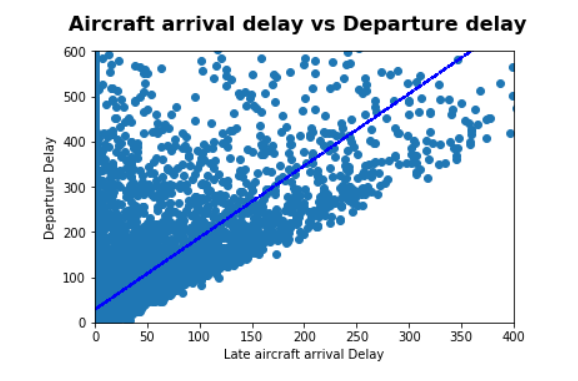 Aircraft arrival delay vs Departure delay
600
500
400
300
200
100
0
Departure Delay
0 50 100 150 200 250 300 350 400
Late aircraft arrival Delay